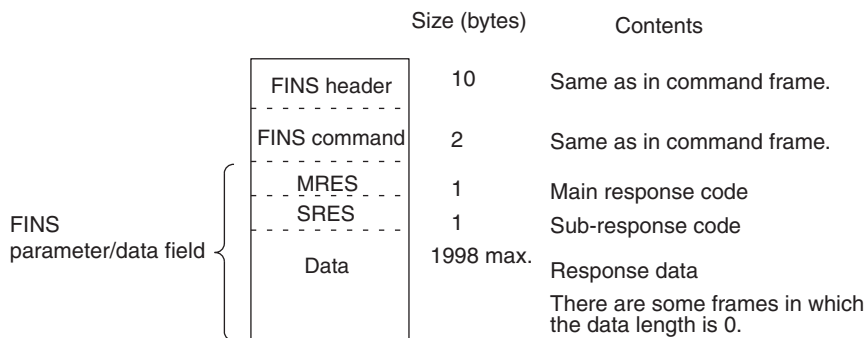 Size (bytes) Contents
FINS header 10 Same as in command frame.
FINS command 2 Same as in command frame.
MRES 1 Main response code
SRES 1 Sub-response code
FINS
parameter/data field
Data 1998 max. Response data
There are some frames in which
the data length is 0.